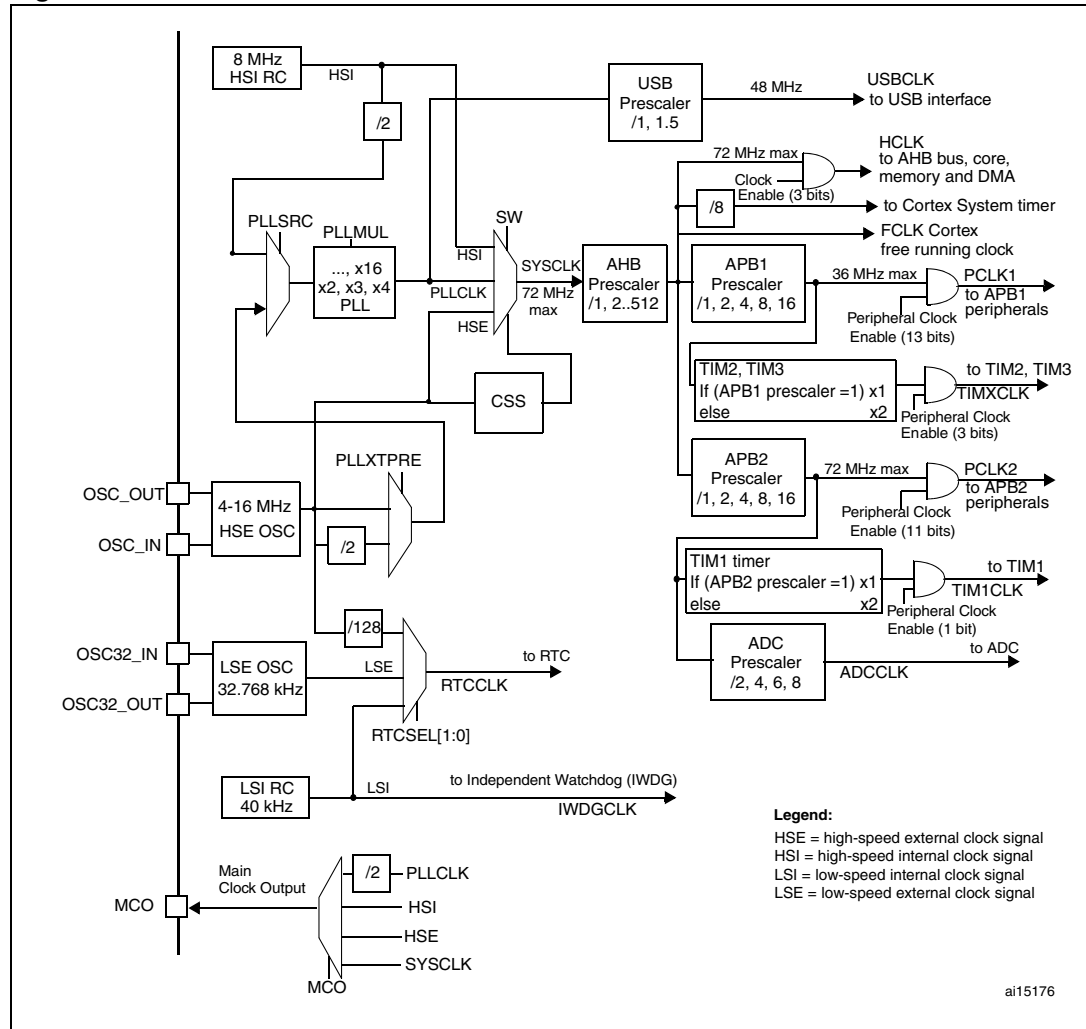 8 MHz
HSI RC
HSI
/2
USB
Prescaler
/1, 1.5
48 MHz
USBCLK
to USB interface
72 MHz max
Clock
Enable (3 bits)
HCLK
to AHB bus, core,
memory and DMA
/8
to Cortex System timer
FCLK Cortex
free running clock
PLLSRC
PLLMUL
..., x16
x2, x3, x4
PLL
SW
HSI
PLLCLK
HSE
SYSCLK
72 MHz
max
AHB
Prescaler
/1, 2..512
APB1
Prescaler
/1, 2, 4, 8, 16
36 MHz max
PCLK1
to APB1
peripherals
Peripheral Clock
Enable (13 bits)
TIM2, TIM3
If (APB1 prescaler =1) x1
else x2
to TIM2, TIM3
TIMXCLK
Peripheral Clock
Enable (3 bits)
CSS
PLLXTPRE
OSC_OUT
OSC_IN
4-16 MHz
HSE OSC
/2
APB2
Prescaler
/1, 2, 4, 8, 16
72 MHz max
PCLK2
to APB2
peripherals
Peripheral Clock
Enable (11 bits)
TIM1 timer
If (APB2 prescaler =1) x1
else x2
to TIM1
TIM1CLK
Peripheral Clock
Enable (1 bit)
/128
OSC32_IN
OSC32_OUT
LSE OSC
32.768 kHz
LSE
to RTC
RTCCLK
RTCSEL[1:0]
ADC
Prescaler
/2, 4, 6, 8
to ADC
ADCCLK
LSI RC
40 kHz
LSI
to Independent Watchdog (IWDG)
IWDGCLK
Legend:
HSE = high-speed external clock signal
HSI = high-speed internal clock signal
LSI = low-speed internal clock signal
LSE = low-speed external clock signal
Main
Clock Output
MCO
/2
PLLCLK
HSI
HSE
SYSCLK
MCO
ai15176